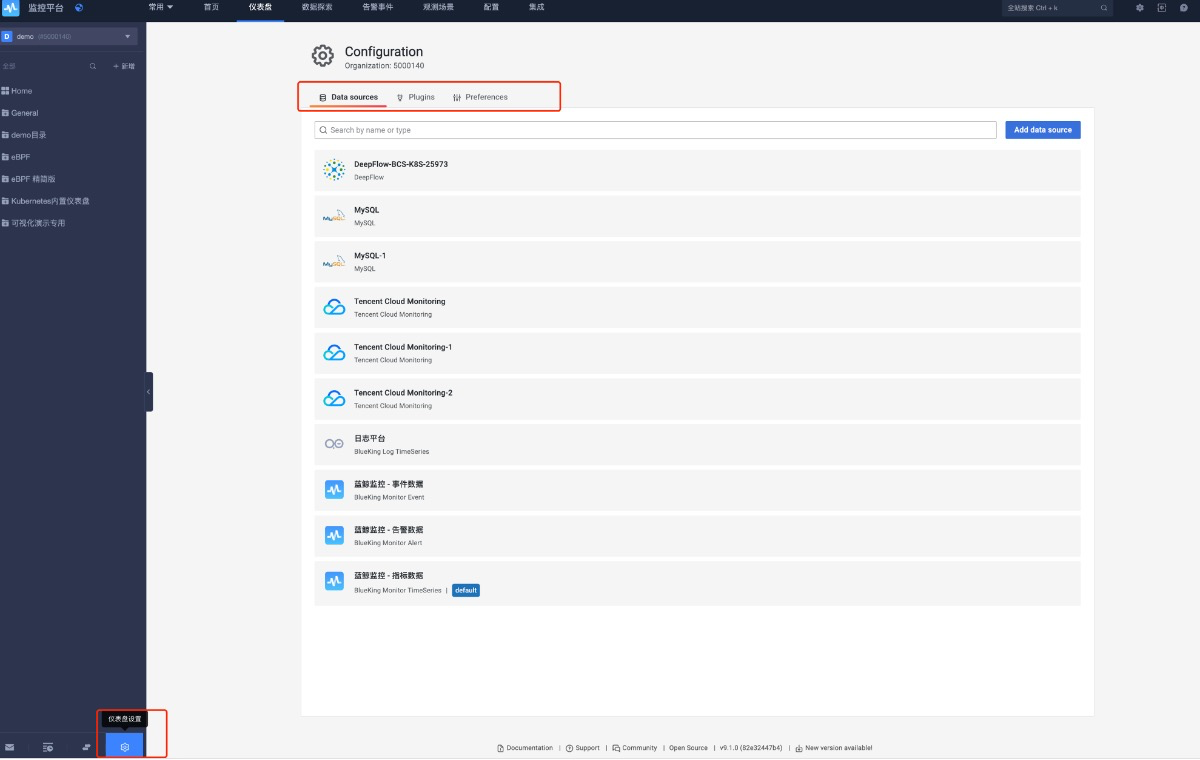 监控平台
常用 首页 仪表盘 数据探索 告警事件 观测场景 配置 集成
全站搜索 Ctrl + k
D demo (#5000140)
全部 + 新增
Home
General
demo目录
eBPF
eBPF 精简版
Kubernetes内置仪表盘
可视化演示专用
Configuration
Organization: 5000140
Data sources Plugins Preferences
Search by name or type Add data source
DeepFlow-BCS-K8S-25973
DeepFlow
MySQL
MySQL
MySQL
MySQL-1
MySQL
MySQL
Tencent Cloud Monitoring
Tencent Cloud Monitoring
Tencent Cloud Monitoring-1
Tencent Cloud Monitoring
Tencent Cloud Monitoring-2
Tencent Cloud Monitoring
日志平台
BlueKing Log TimeSeries
蓝鲸监控 - 事件数据
BlueKing Monitor Event
蓝鲸监控 - 告警数据
BlueKing Monitor Alert
蓝鲸监控 - 指标数据
BlueKing Monitor TimeSeries | default
仪表盘设置
Documentation | Support | Community | Open Source | v9.1.0 (82e32447b4) | New version available!